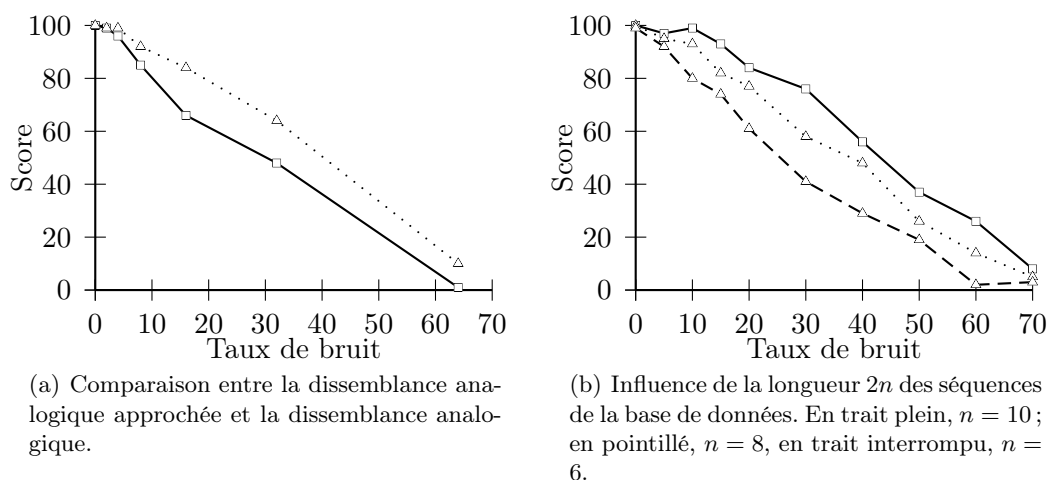 100
80
60
40
20
0
Score
0 10 20 30 40 50 60 70
Taux de bruit
(a) Comparaison entre la dissemblance ana-
logique approchée et la dissemblance analo-
gique.
100
80
60
40
20
0
Score
0 10 20 30 40 50 60 70
Taux de bruit
(b) Influence de la longueur 2n des séquences
de la base de données. En trait plein, n = 10 ;
en pointillé, n = 8, en trait interrompu, n =
6.